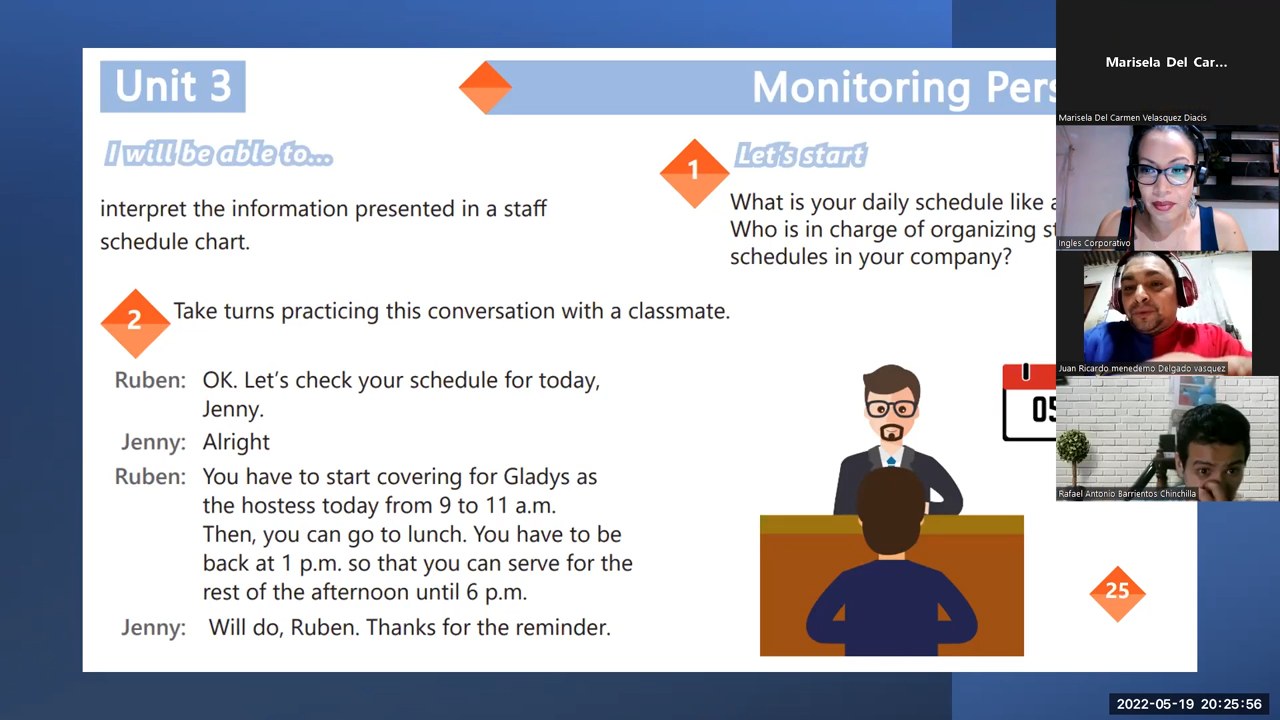 Unit 3
Monitoring Pers
I will be able to...
1
Let's start
interpret the information presented in a staff
schedule chart.
What is your daily schedule like a
Who is in charge of organizing st
schedules in your company?
2
Take turns practicing this conversation with a classmate.
Ruben: OK. Let's check your schedule for today,
Jenny.
Jenny: Alright
Ruben: You have to start covering for Gladys as
the hostess today from 9 to 11 a.m.
Then, you can go to lunch. You have to be
back at 1 p.m. so that you can serve for the
rest of the afternoon until 6 p.m.
Jenny: Will do, Ruben. Thanks for the reminder.
05
25
Marisela Del Car...
Marisela Del Carmen Velasquez Diacis
Ingles Corporativo
Juan Ricardo menedemo Delgado vasquez
Rafael Antonio Barrientos Chinchilla
2022-05-19 20:25:56